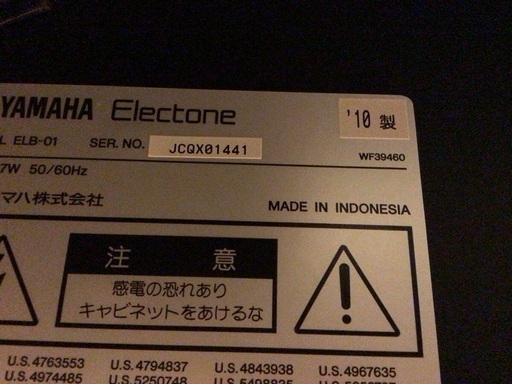 YAMAHA Electone
'10 製
L ELB-01 SER. NO. JCQX01441
WF39460
7W 50/60Hz
マハ株式会社
MADE IN INDONESIA
注 意
感電の恐れあり
キャビネットをあけるな
U.S.4763553 U.S.4794837 U.S.4843938 U.S.4967635
U.S.4974485 U.S.5250748